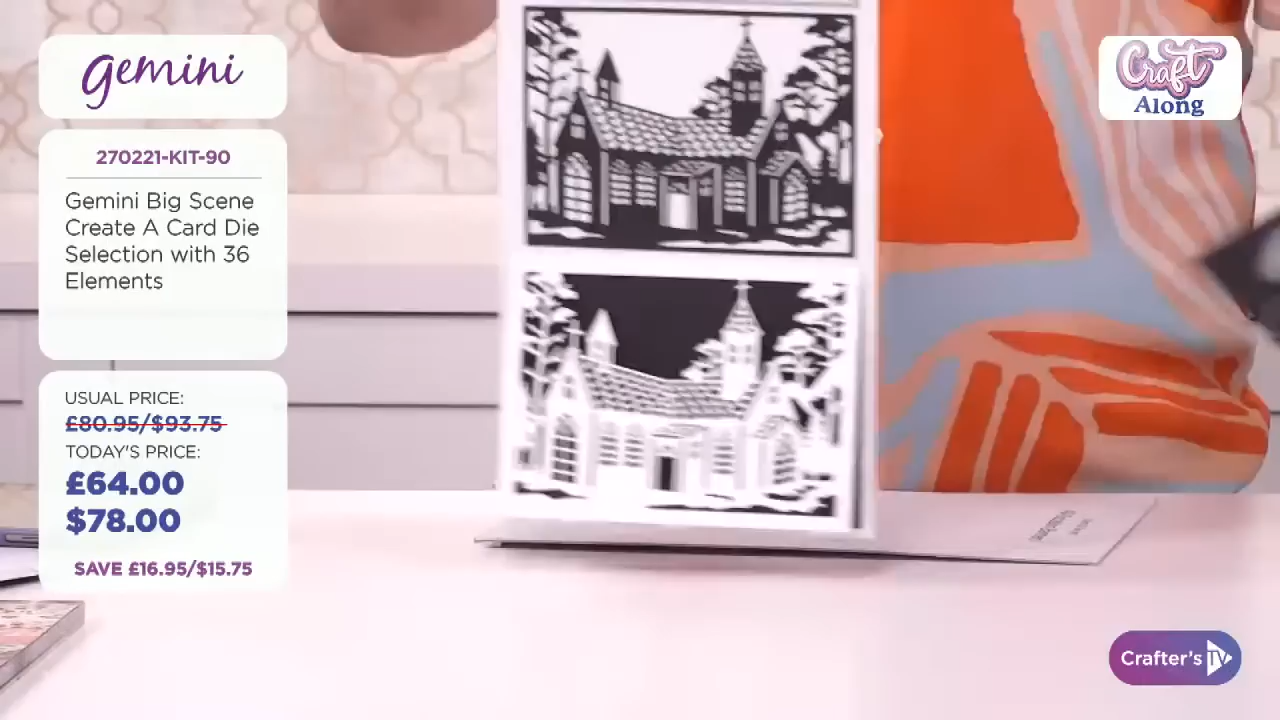 gemini
270221-KIT-90
Gemini Big Scene
Create A Card Die
Selection with 36
Elements
USUAL PRICE:
£80.95/$93.75
TODAY'S PRICE:
£64.00
$78.00
SAVE £16.95/$15.75
Craft
Along
Crafter's TV